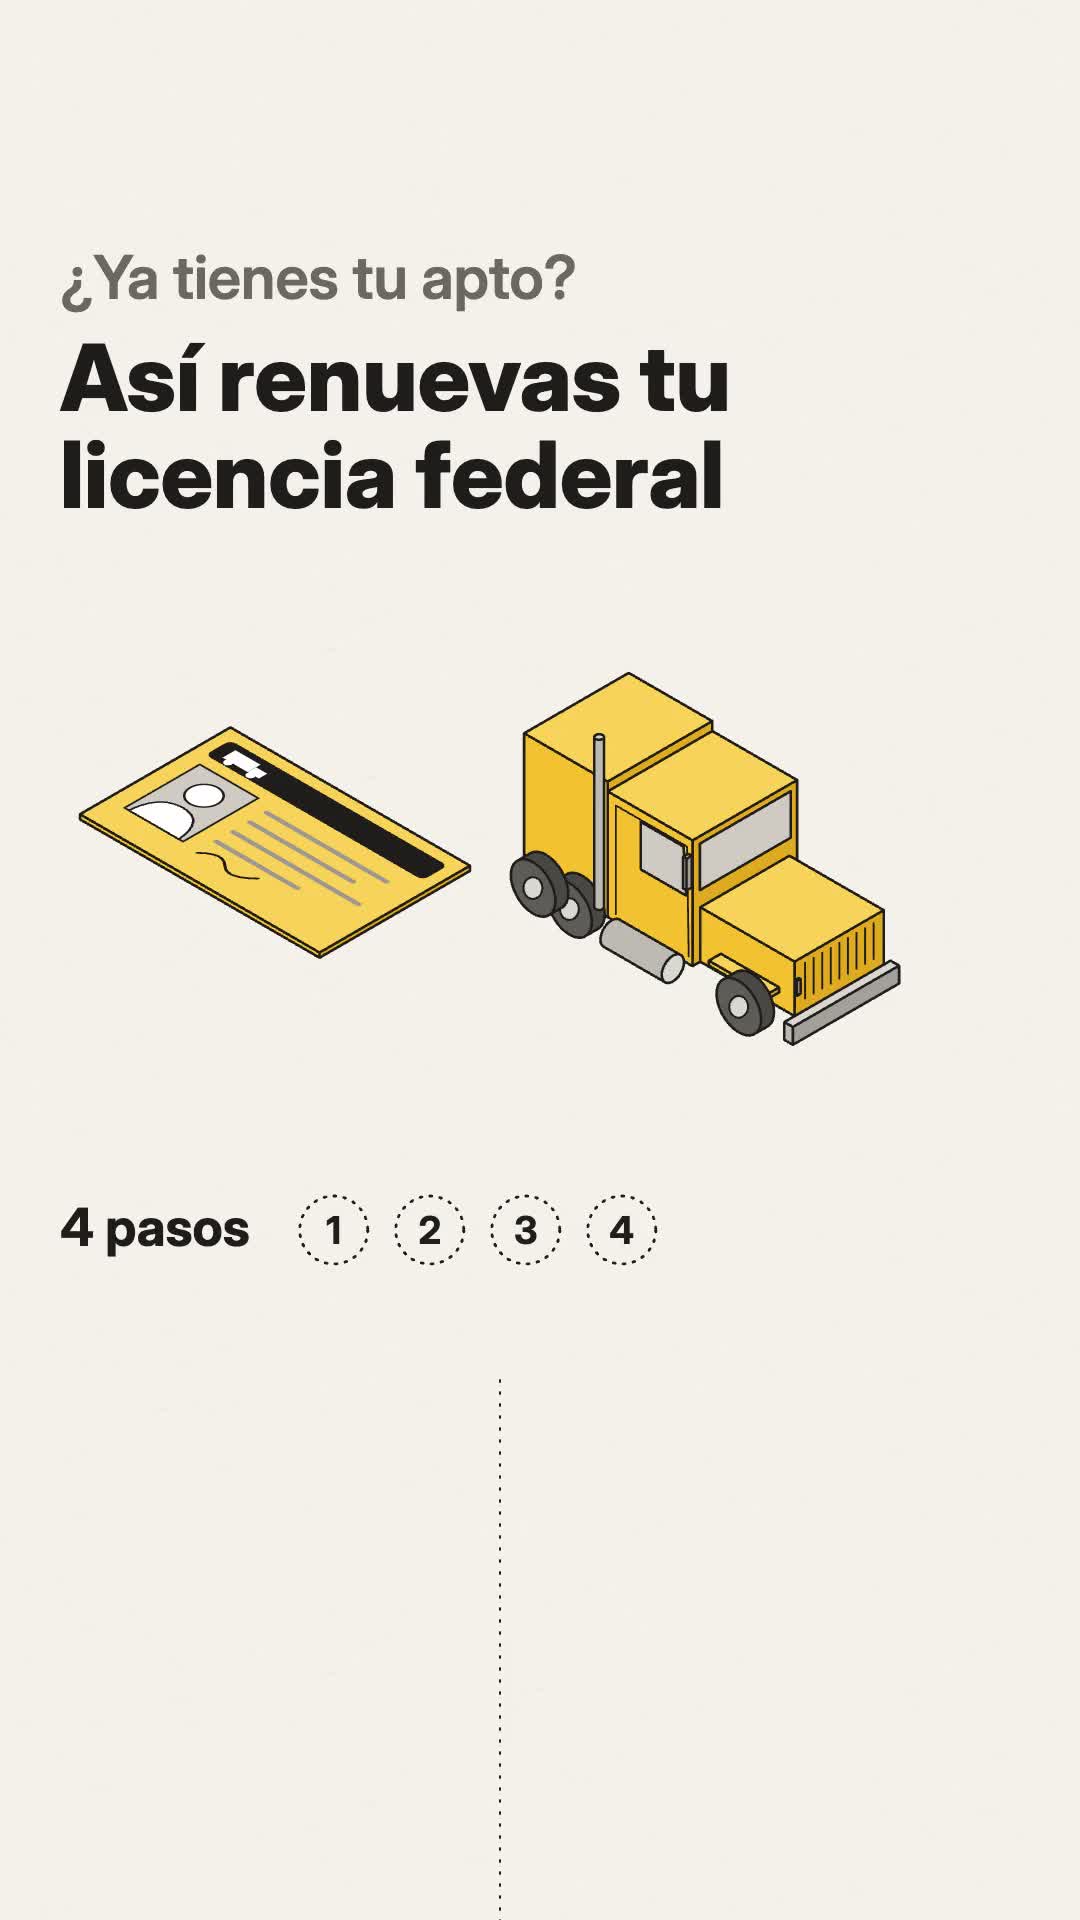 ¿Ya tienes tu apto?
Así renuevas tu
licencia federal
4 pasos 1 2 3 4